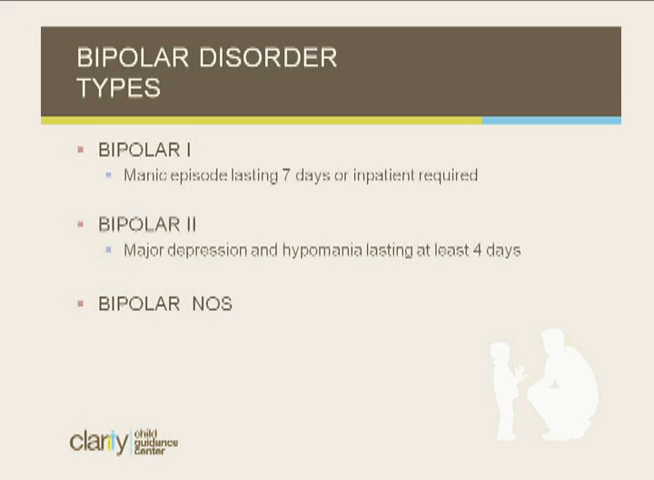 BIPOLAR DISORDER
TYPES
BIPOLAR I
Manic episode lasting 7 days or inpatient required
BIPOLAR II
Major depression and hypomania lasting at least 4 days
BIPOLAR NOS
clarity
child
guidance
center